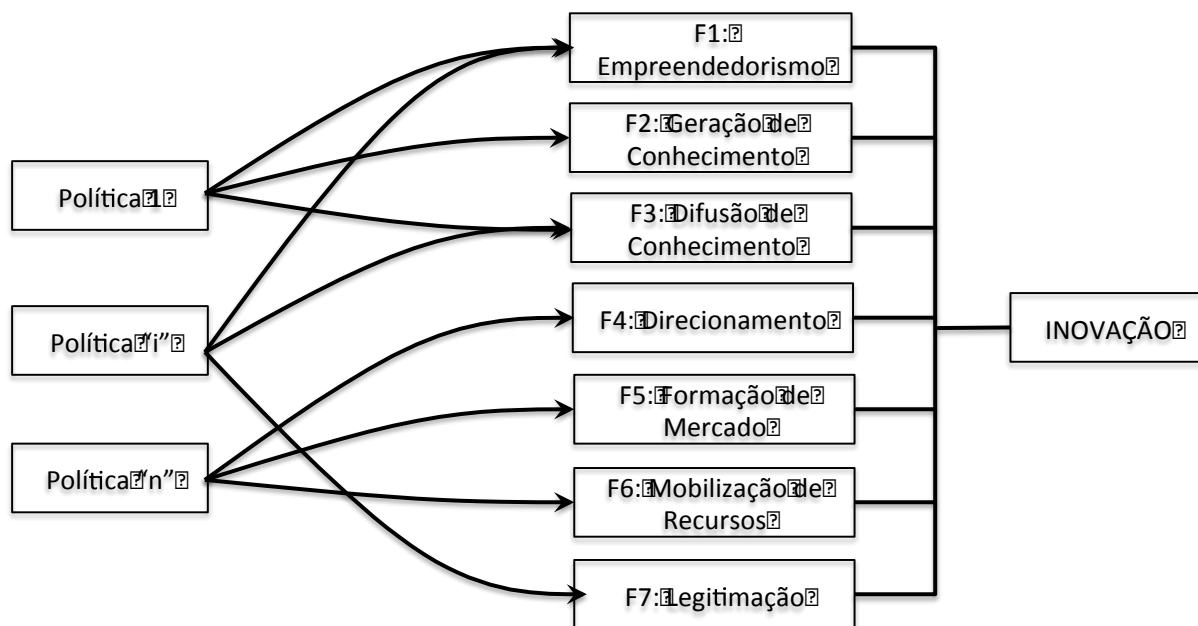 F1:
Empreendedorismo
F2: Geração de
Conhecimento
Política 1
F3: Difusão de
Conhecimento
Política “i”
F4: Direcionamento
INOVAÇÃO
F5: Formação de
Mercado
Política “n”
F6: Mobilização de
Recursos
F7: Legitimação